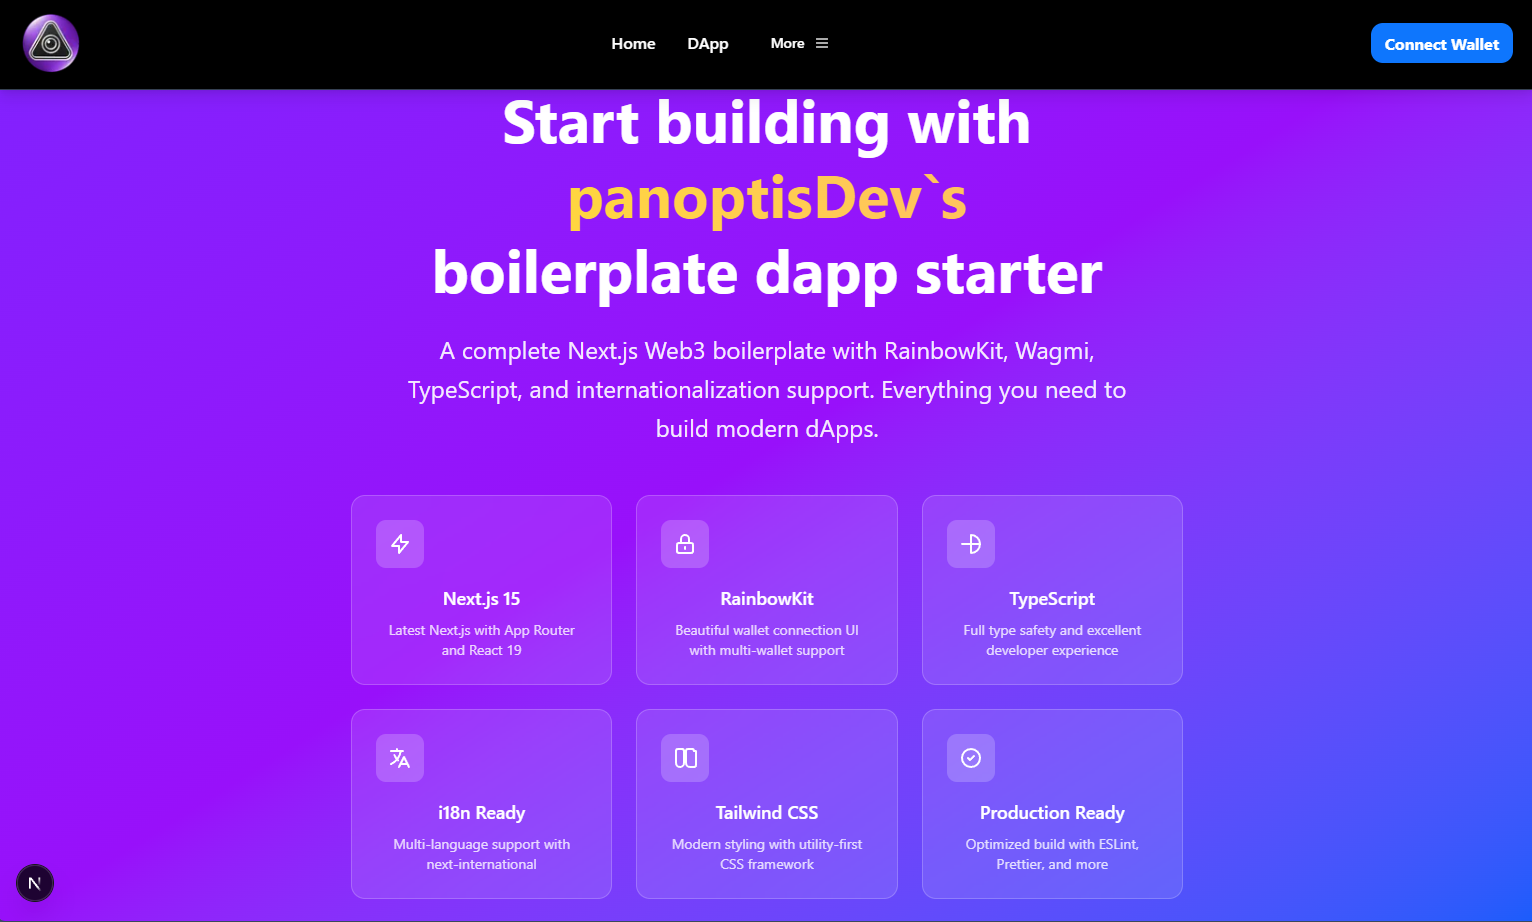 Home DApp More
Connect Wallet
Start building with
panoptisDev`s
boilerplate dapp starter
A complete Next.js Web3 boilerplate with RainbowKit, Wagmi,
TypeScript, and internationalization support. Everything you need to
build modern dApps.
Next.js 15
Latest Next.js with App Router
and React 19
RainbowKit
Beautiful wallet connection UI
with multi-wallet support
TypeScript
Full type safety and excellent
developer experience
i18n Ready
Multi-language support with
next-international
Tailwind CSS
Modern styling with utility-first
CSS framework
Production Ready
Optimized build with ESLint,
Prettier, and more
N